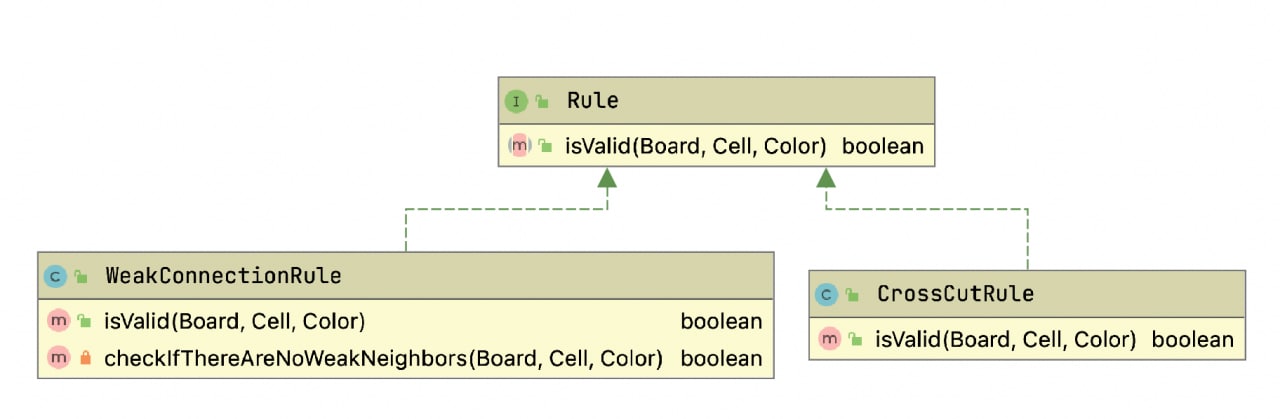 I Rule
m isValid(Board, Cell, Color) boolean
C WeakConnectionRule
m isValid(Board, Cell, Color) boolean
m checkIfThereAreNoWeakNeighbors(Board, Cell, Color) boolean
C CrossCutRule
m isValid(Board, Cell, Color) boolean